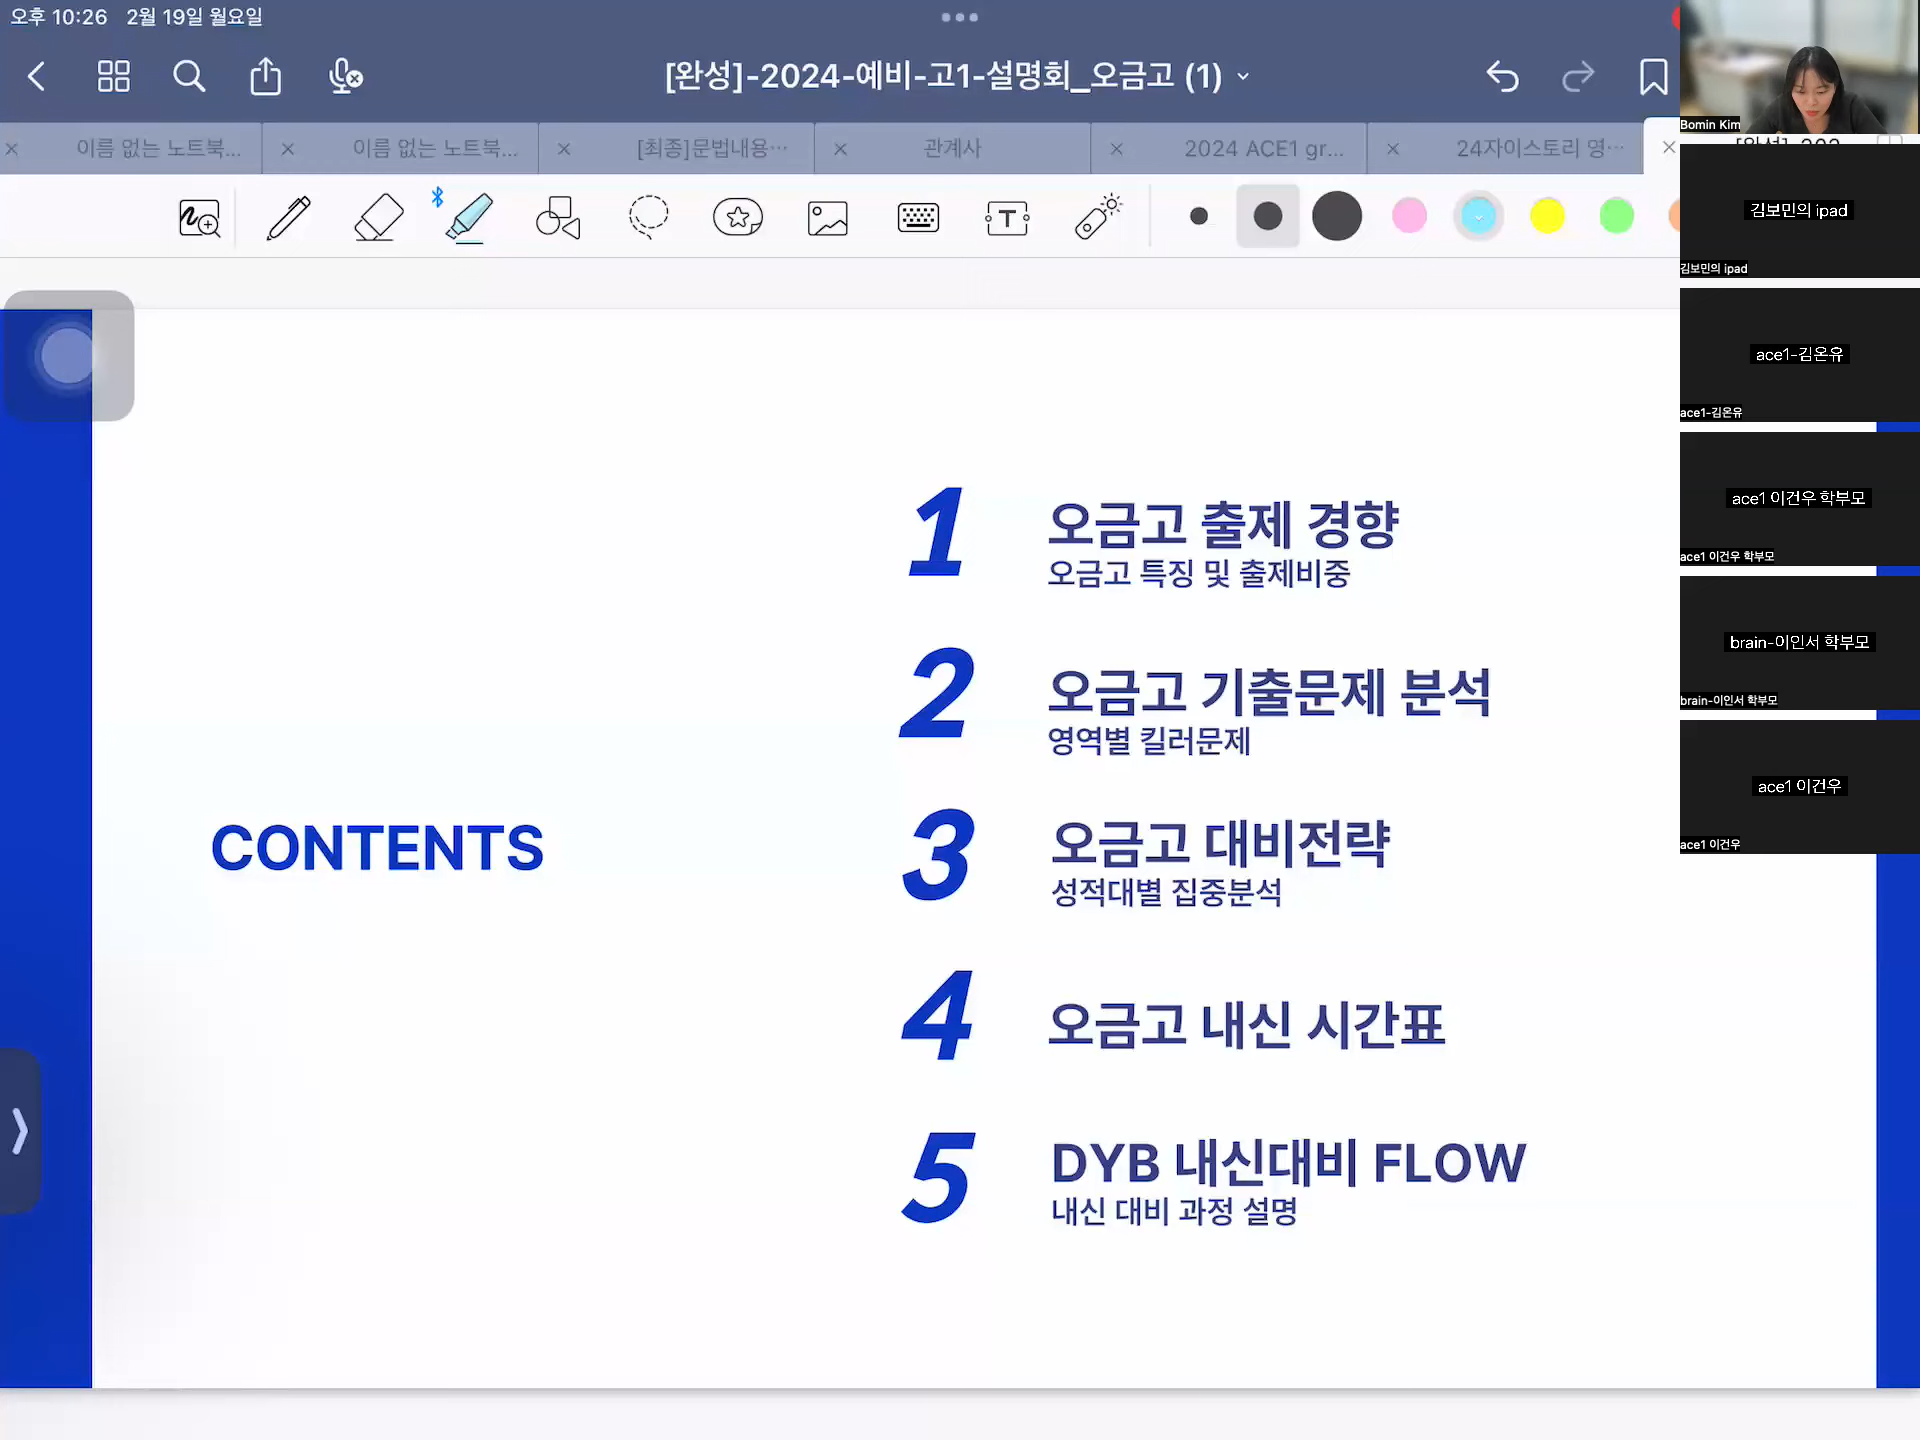 오후 10:26 2월 19일 월요일
[완성]-2024-예비-고1-설명회_오금고 (1)
이름 없는 노트북...
이름 없는 노트북...
[최종]문법내용...
관계사
2024 ACE1 gr...
24자이스토리 영...
T
CONTENTS
1
오금고 출제 경향
오금고 특징 및 출제비중
2
오금고 기출문제 분석
영역별 킬러문제
3
오금고 대비전략
성적대별 집중분석
4
오금고 내신 시간표
5
DYB 내신대비 FLOW
내신 대비 과정 설명
Bomin Kim
김보민의 ipad
김보민의 ipad
ace1-김온유
ace1-김온유
ace1 이건우 학부모
ace1 이건우 학부모
brain-이인서 학부모
brain-이인서 학부모
ace1 이건우
ace1 이건우